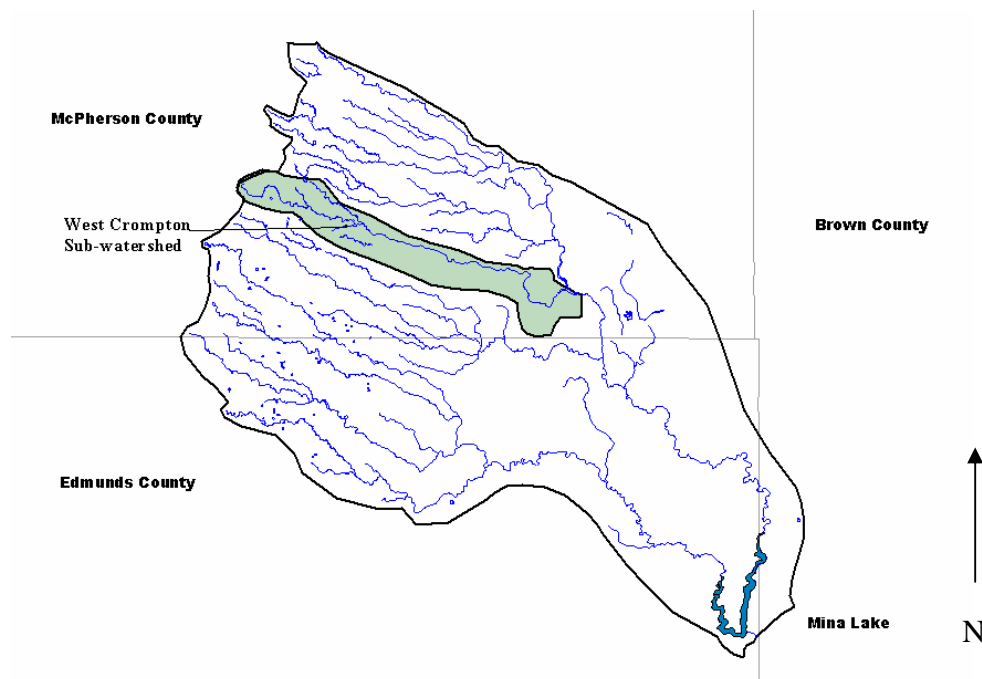 McPherson County
West Crompton
Sub-watershed
Brown County
Edmunds County
Mina Lake
N